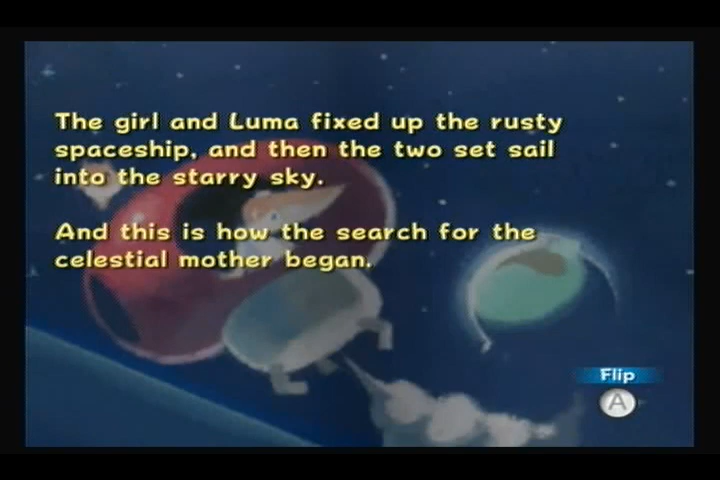 The girl and Luma fixed up the rusty
spaceship, and then the two set sail
into the starry sky.
And this is how the search for the
celestial mother began.
Flip
A